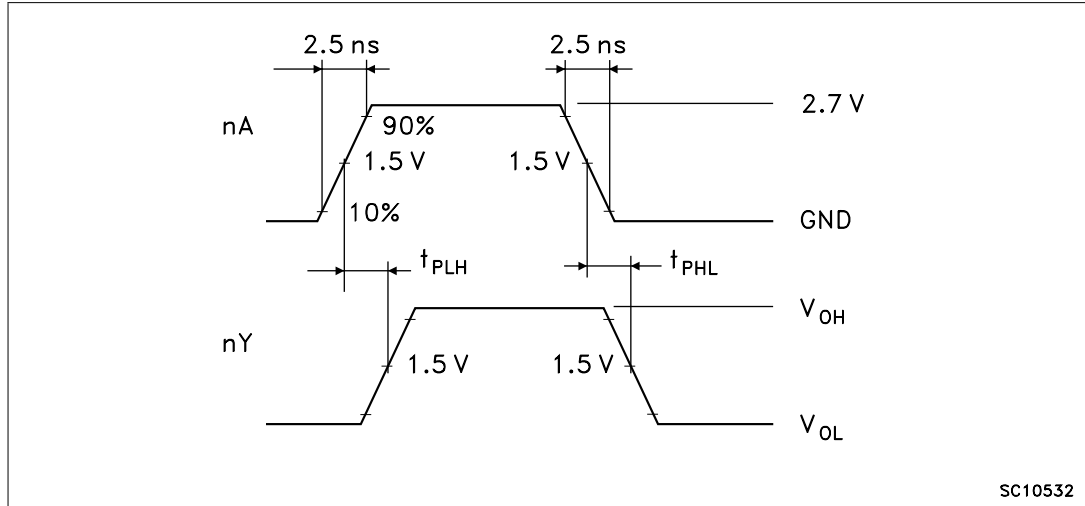 2.5 ns
2.5 ns
2.7 V
nA
90%
1.5 V
1.5 V
10%
GND
tPLH
tPHL
VOH
nY
1.5 V
1.5 V
VOL
SC10532